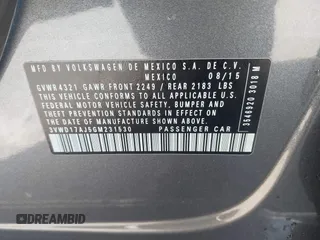 MFD BY VOLKSWAGEN DE MEXICO S.A. DE C.V.
MEXICO 08/15
GVWR 4321 GAWR FRONT 2249 / REAR 2183 LBS
THIS VEHICLE CONFORMS TO ALL APPLICABLE
FEDERAL MOTOR VEHICLE
SAFETY, BUMPER, AND THEFT
PREVENTION STANDARDS IN EFFECT ON THE
DATE OF MANUFACTURE SHOWN ABOVE
3VWD17AJ5GM231530 PASSENGER CAR
3546920 3018 M
DREAMBID